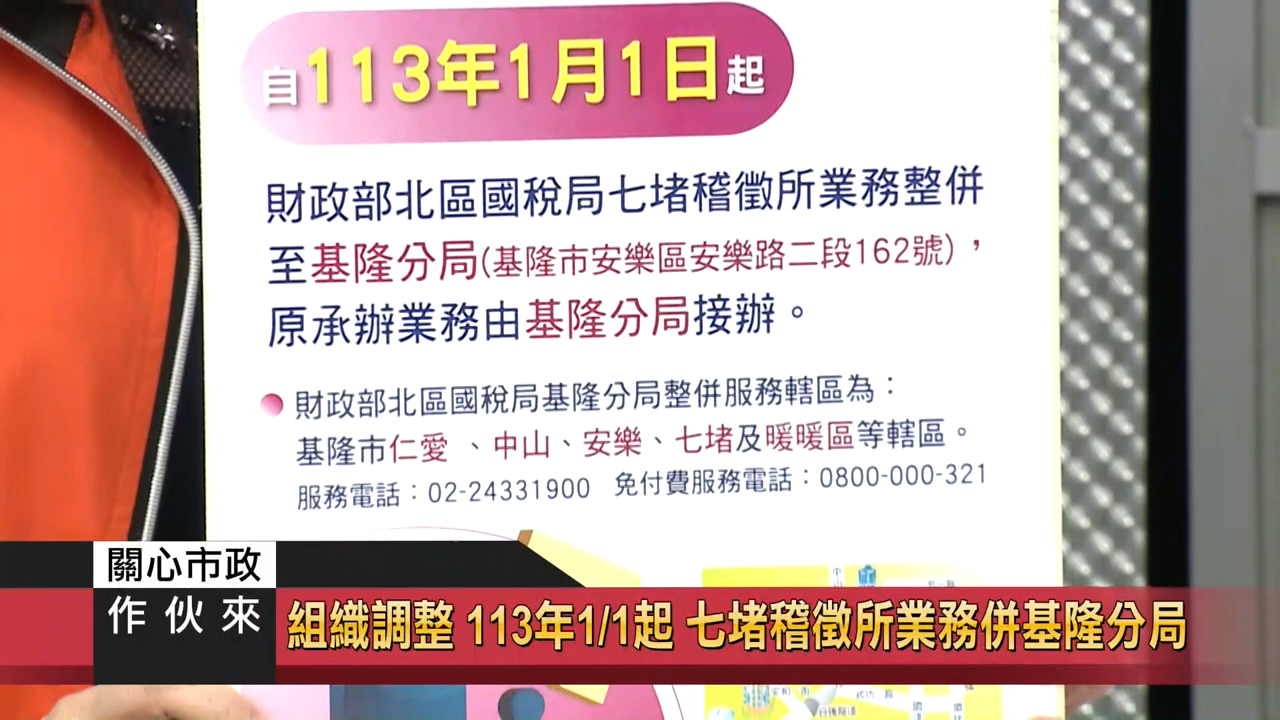 自113年1月1日起
財政部北區國稅局七堵稽徵所業務整併
至基隆分局(基隆市安樂區安樂路二段162號)，
原承辦業務由基隆分局接辦。
財政部北區國稅局基隆分局整併服務轄區為：
基隆市仁愛、中山、安樂、七堵及暖暖區等轄區。
服務電話：02-24331900 免付費服務電話：0800-000-321
關心市政
作伙來
組織調整 113年1/1起 七堵稽徵所業務併基隆分局